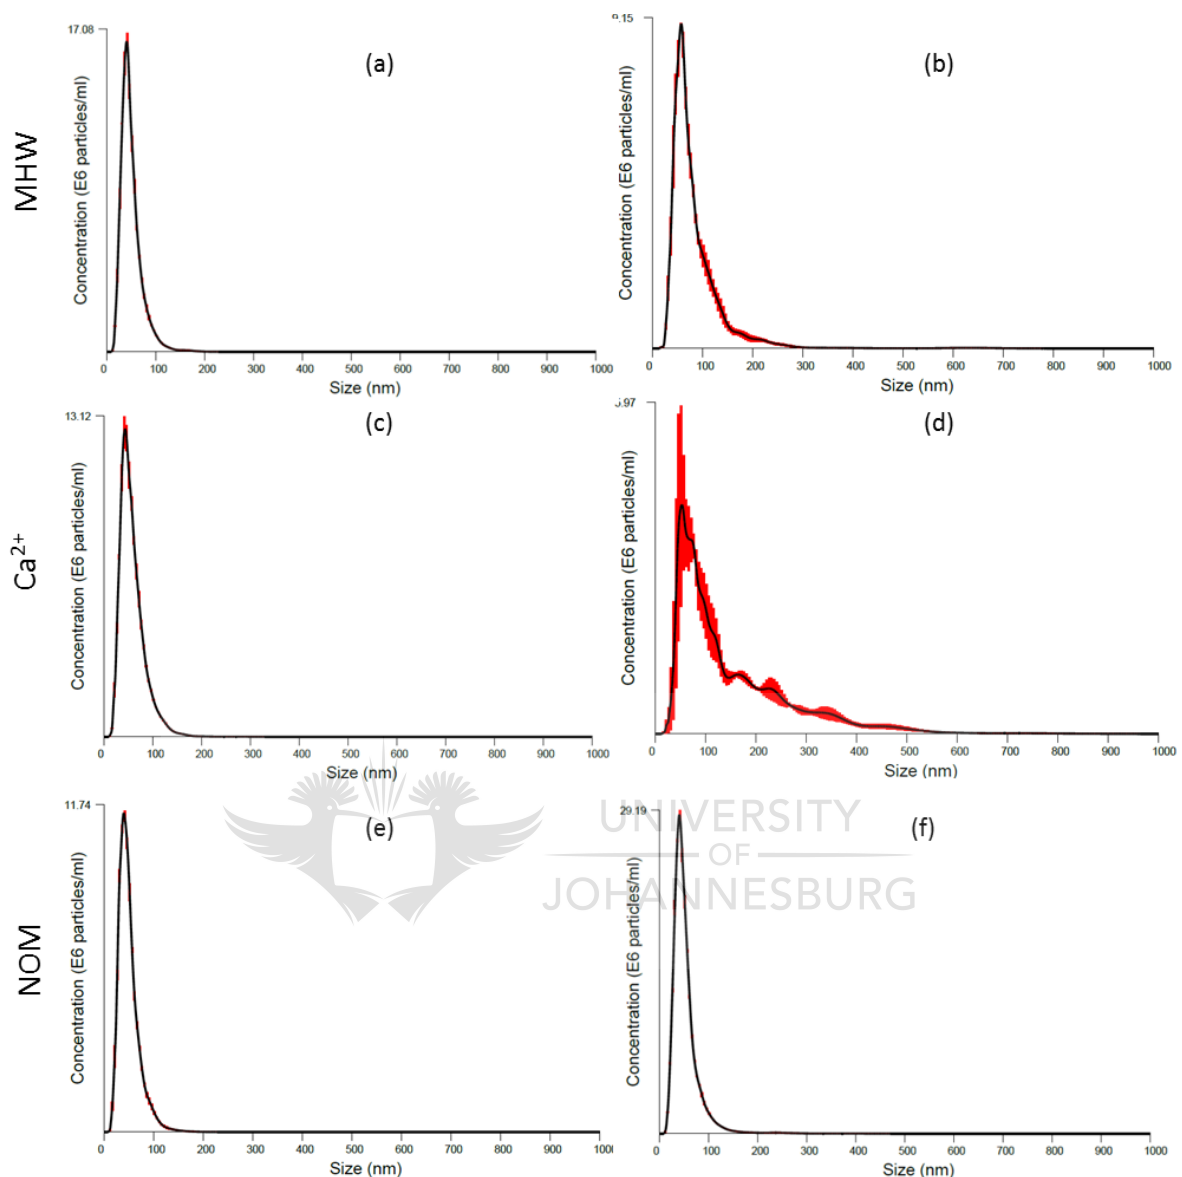 17.08
(a)
Concentration (E6 particles/ml)
MHW
0 100 200 300 400 500 600 700 800 900 1000
Size (nm)
(b)
Concentration (E6 particles/ml)
0 100 200 300 400 500 600 700 800 900 1000
Size (nm)
13.12
(c)
Concentration (E6 particles/ml)
Ca2+
0 100 200 300 400 500 600 700 800 900 1000
Size (nm)
(d)
Concentration (E6 particles/ml)
0 100 200 300 400 500 600 700 800 900 1000
Size (nm)
11.74
(e)
Concentration (E6 particles/ml)
NOM
0 100 200 300 400 500 600 700 800 900 1000
Size (nm)
29.19
(f)
Concentration (E6 particles/ml)
0 100 200 300 400 500 600 700 800 900 1000
Size (nm)
UNIVERSITY
OF
JOHANNESBURG